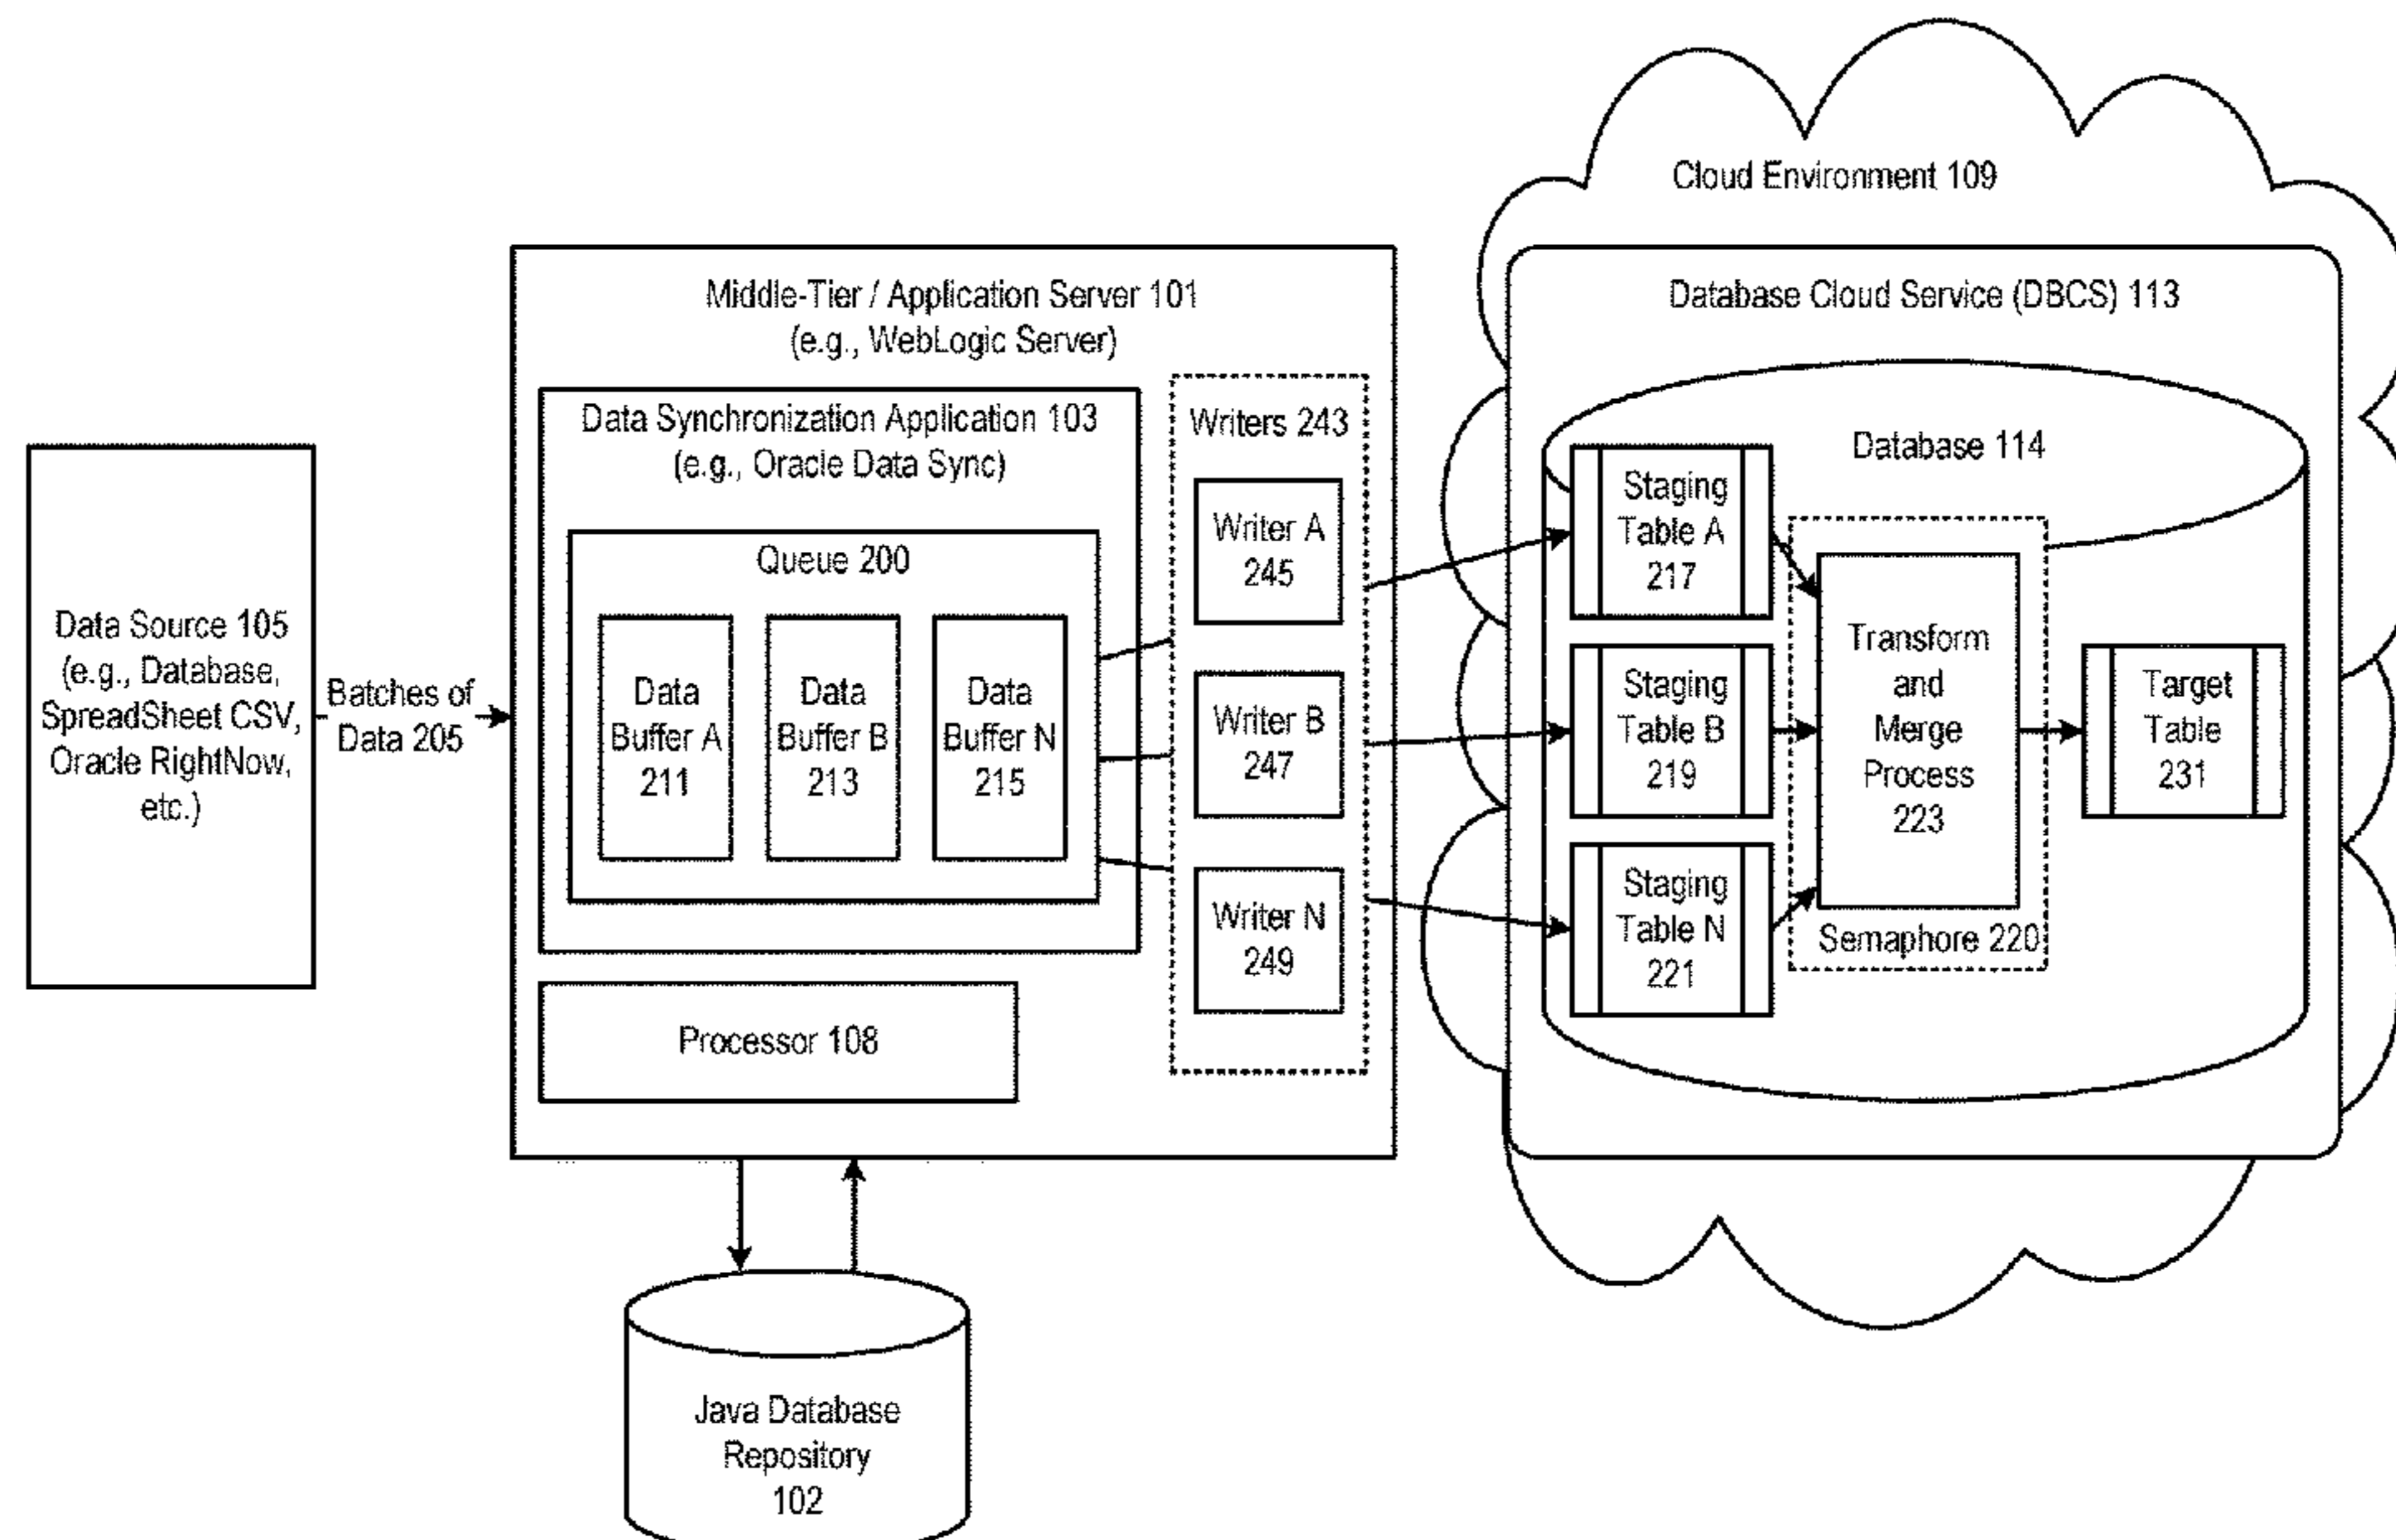 Cloud Environment 109
Middle-Tier / Application Server 101
(e.g., WebLogic Server)
Database Cloud Service (DBCS) 113
Data Synchronization Application 103
(e.g., Oracle Data Sync)
Writers 243
Database 114
Data Source 105
(e.g., Database,
SpreadSheet CSV,
Oracle RightNow,
etc.)
Batches of
Data 205
Queue 200
Data
Buffer A
211
Data
Buffer B
213
Data
Buffer N
215
Writer A
245
Writer B
247
Writer N
249
Staging
Table A
217
Staging
Table B
219
Staging
Table N
221
Transform
and
Merge
Process
223
Semaphore 220
Target
Table
231
Processor 108
Java Database
Repository
102